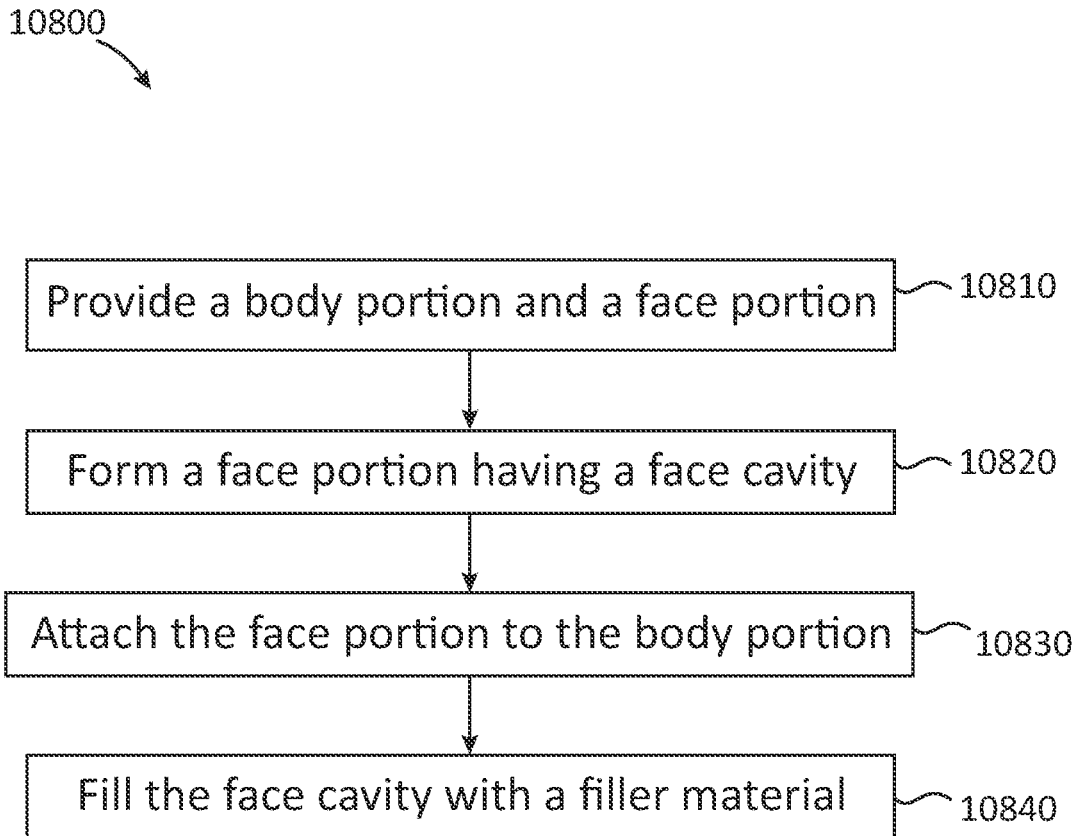 10800
Provide a body portion and a face portion
10810
Form a face portion having a face cavity
10820
Attach the face portion to the body portion
10830
Fill the face cavity with a filler material
10840